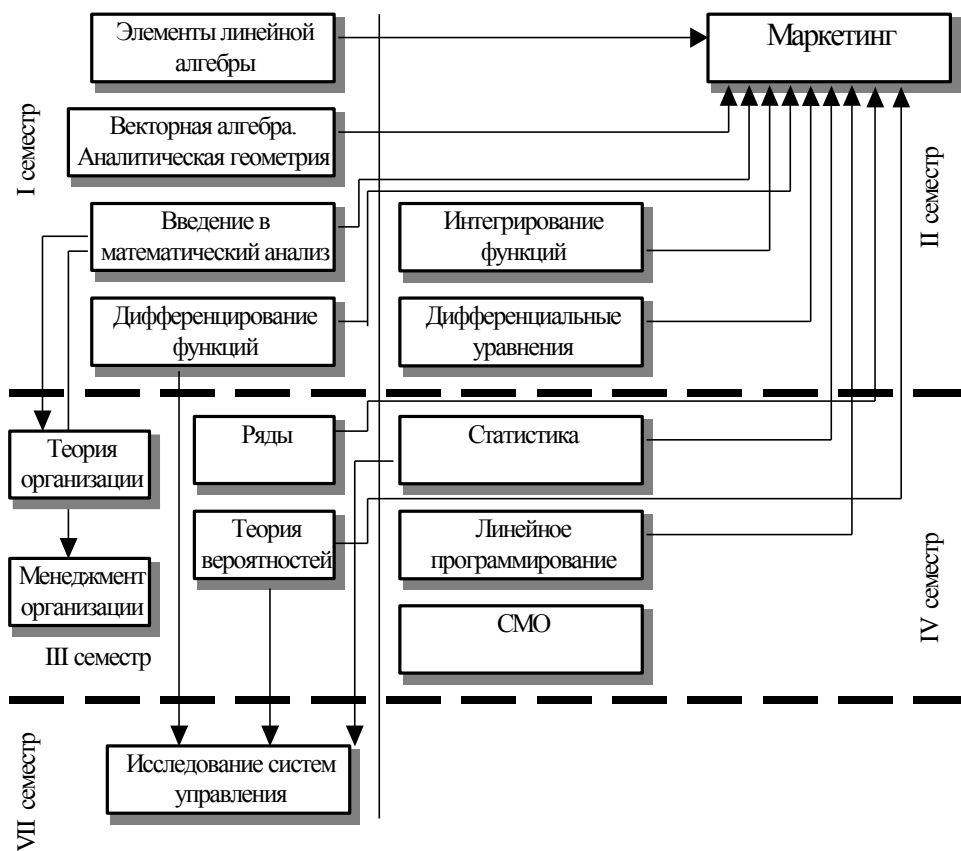 Элементы линейной
алгебры
Маркетинг
I семестр
Векторная алгебра.
Аналитическая геометрия
II семестр
Введение в
математический анализ
Интегрирование
функций
Дифференцирование
функций
Дифференциальные
уравнения
Теория
организации
Ряды
Статистика
Теория
вероятностей
Линейное
программирование
Менеджмент
организации
СМО
IV семестр
III семестр
VII семестр
Исследование систем
управления